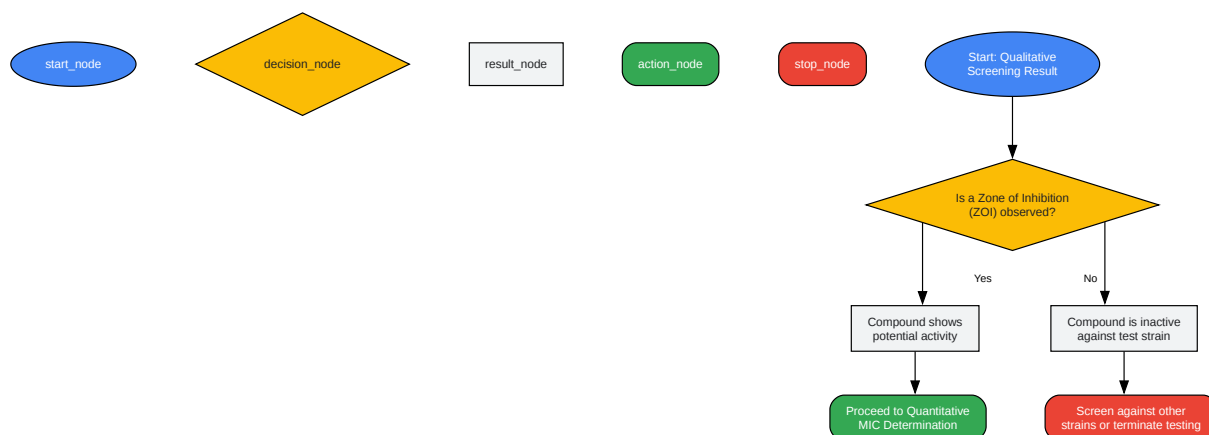 start_node
decision_node
result_node
action_node
stop_node
Start: Qualitative
Screening Result
Is a Zone of Inhibition
(ZOI) observed?
Yes
No
Compound shows
potential activity
Compound is inactive
against test strain
Proceed to Quantitative
MIC Determination
Screen against other
strains or terminate testing